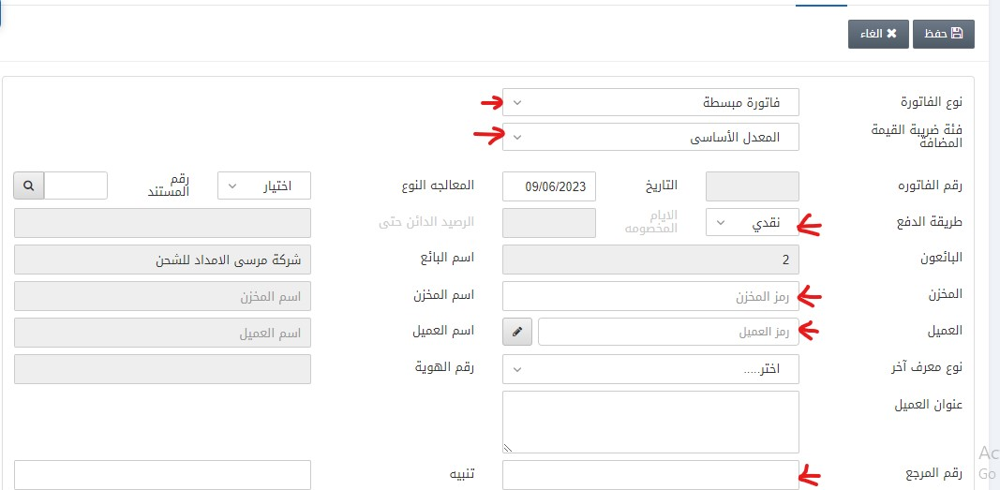 حفظ
الغاء
نوع الفاتورة
فاتورة مبسطة
فئة ضريبة القيمة
المضافة
المعدل الأساسى
رقم الفاتوره
التاريخ
09/06/2023
المعالجه النوع
اختيار
رقم
المستند
طريقة الدفع
نقدي
الايام
المخصومه
الرصيد الدائن حتى
البائعون
2
اسم البائع
شركة مرسى الامداد للشحن
المخزن
رمز المخزن
اسم المخزن
اسم المخزن
العميل
رمز العميل
اسم العميل
اسم العميل
نوع معرف آخر
اختر.....
رقم الهوية
عنوان العميل
رقم المرجع
تنبيه
Ac
Go